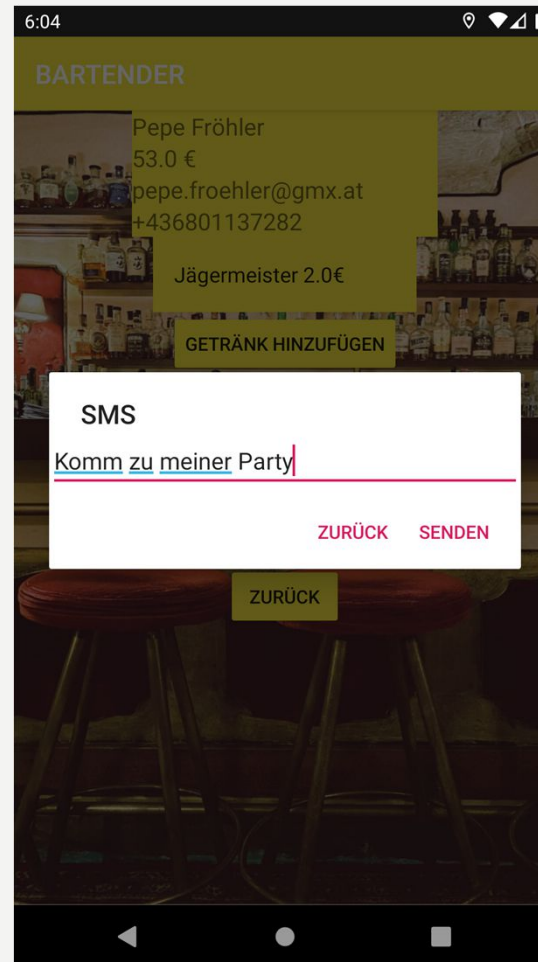 6:04
BARTENDER
Pepe Fröhler
53.0 €
pepe.froehler@gmx.at
+436801137282
Jägermeister 2.0€
GETRÄNK HINZUFÜGEN
SMS
Komm zu meiner Party
ZURÜCK SENDEN
ZURÜCK